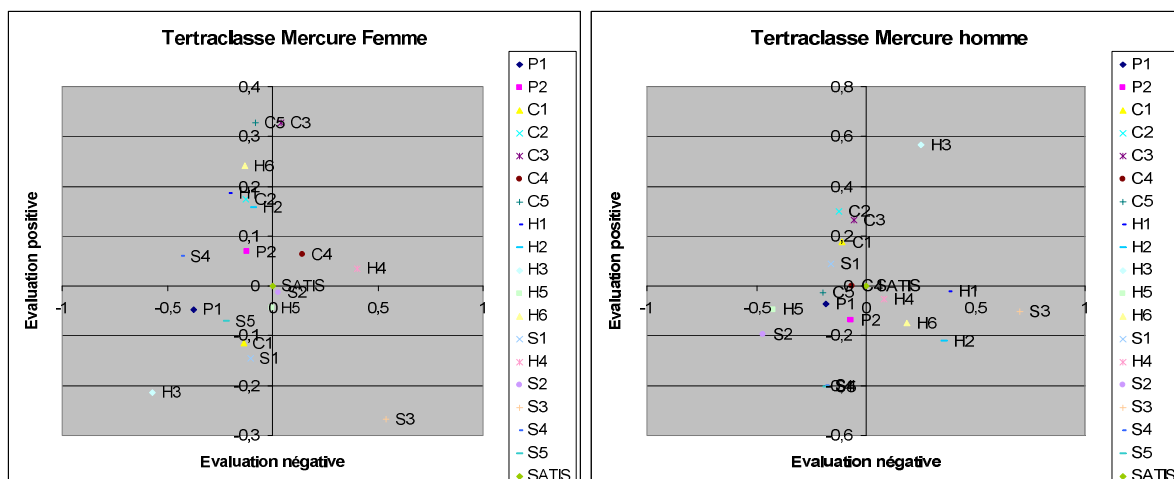 Tertraclasse Mercure Femme
Evaluation positive
0,4
0,3
0,2
0,1
0
-0,1
-0,2
-0,3
-1
-0,5
0,5
1
C5
C3
H6
H1
C2
H2
P2
S4
C4
H4
SATIS
S2
P1
H5
S5
C1
S1
H3
S3
Evaluation négative
P1
P2
C1
C2
C3
C4
C5
H1
H2
H3
H5
H6
S1
H4
S2
S3
S4
S5
SATIS
Tertraclasse Mercure homme
Evaluation positive
0,8
0,6
0,4
0,2
0
-0,2
-0,4
-0,6
-1
-0,5
0,5
1
H3
C2
C3
C1
S1
C4
SATIS
C5
H4
H1
P1
H5
S3
P2
H6
S2
H2
S4
S5
Evaluation négative
P1
P2
C1
C2
C3
C4
C5
H1
H2
H3
H5
H6
S1
H4
S2
S3
S4
S5
SATIS